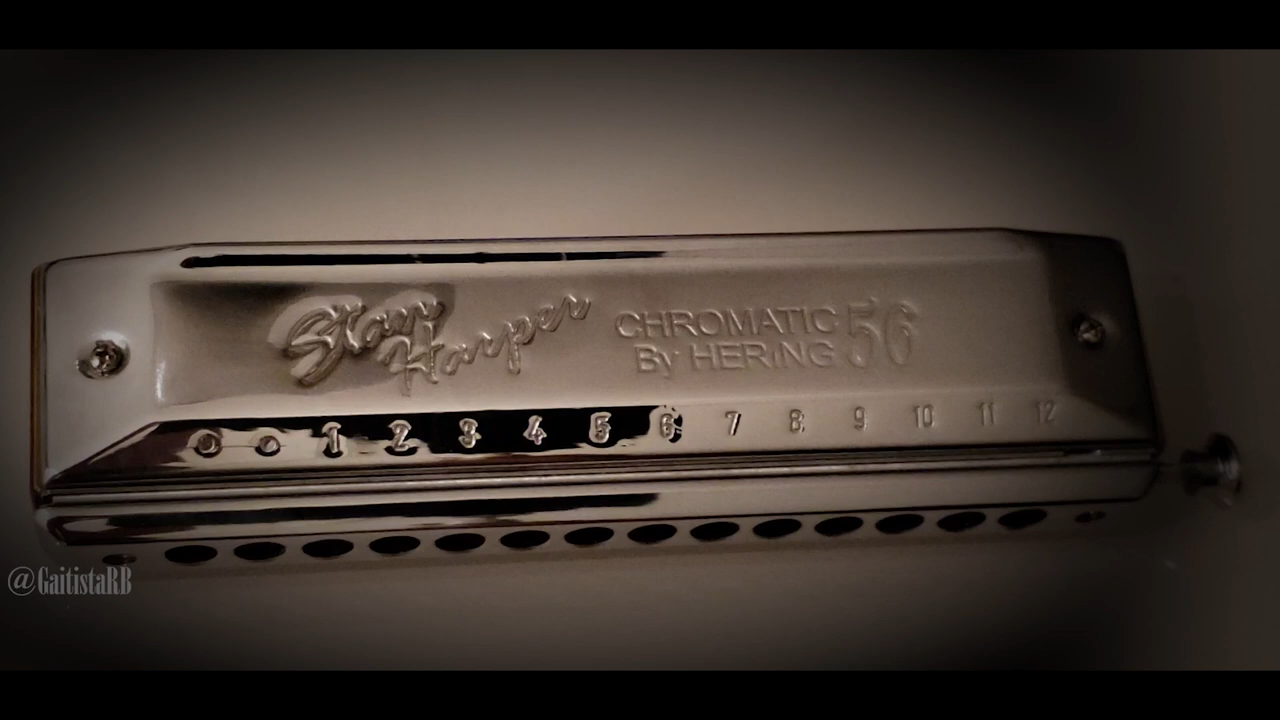 Stan
Harper
CHROMATIC
By HERING
56
1 2 3 4 5 6 7 8 9 10 11 12
@GaitistaRB